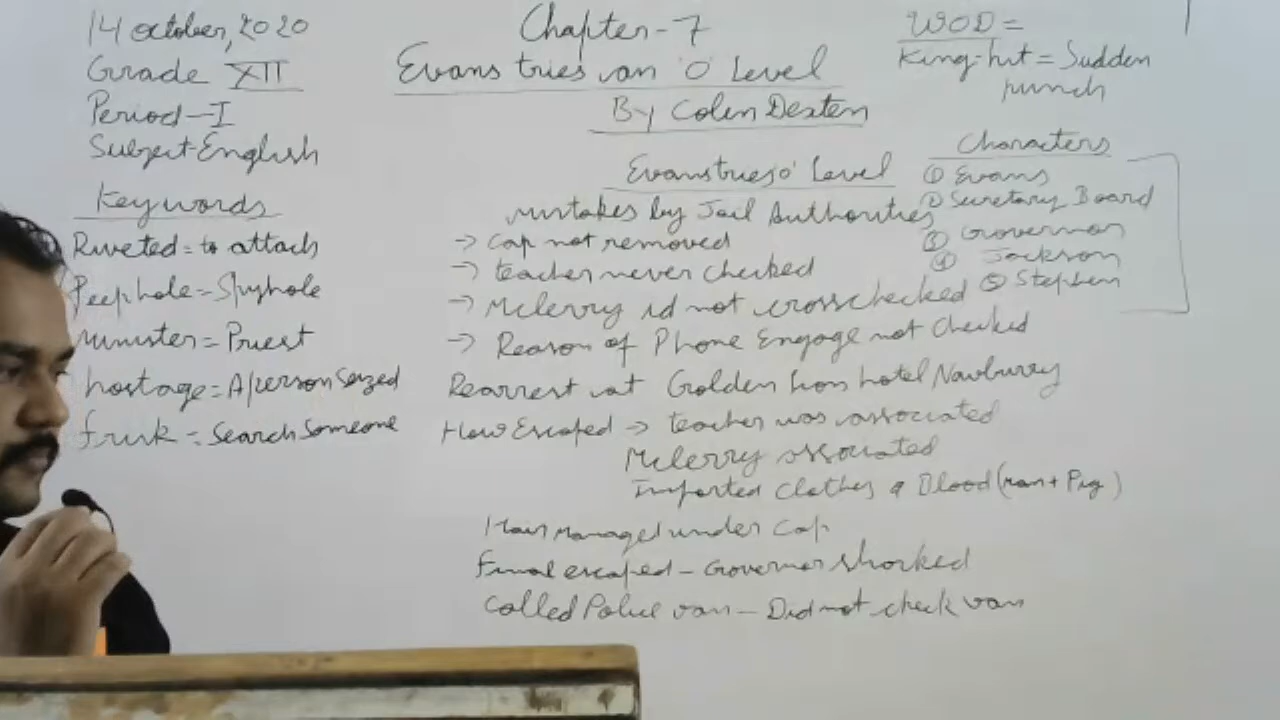 14 october, 2020
Grade XII
Period-I
Subject-English
Chapter-7
Evans tries an 'O' Level
By Colin Dexten
WOD =
King-hit = Sudden
punch
Keywords
Riveted = to attach
Peephole = Spyhole
Minister = Priest
hostage = A person Seized
frisk = Search Someone
Evans tries o' Level
mistakes by Jail Authorities
-> Cap not removed
-> teacher never checked
-> Mclerry id not crosschecked
-> Reason of Phone Engage not checked
Rearrest at Golden lion hotel Newburry
How Escaped -> teacher was associated
Mclerry associated
Imported clothes & Blood (man + Pig)
Hair Managed under Cap
Final escaped - Governor shocked
Called Police van - Did not check van
Characters
① Evans
② Secretary Board
③ Governor
④ Jackson
⑤ Stephen